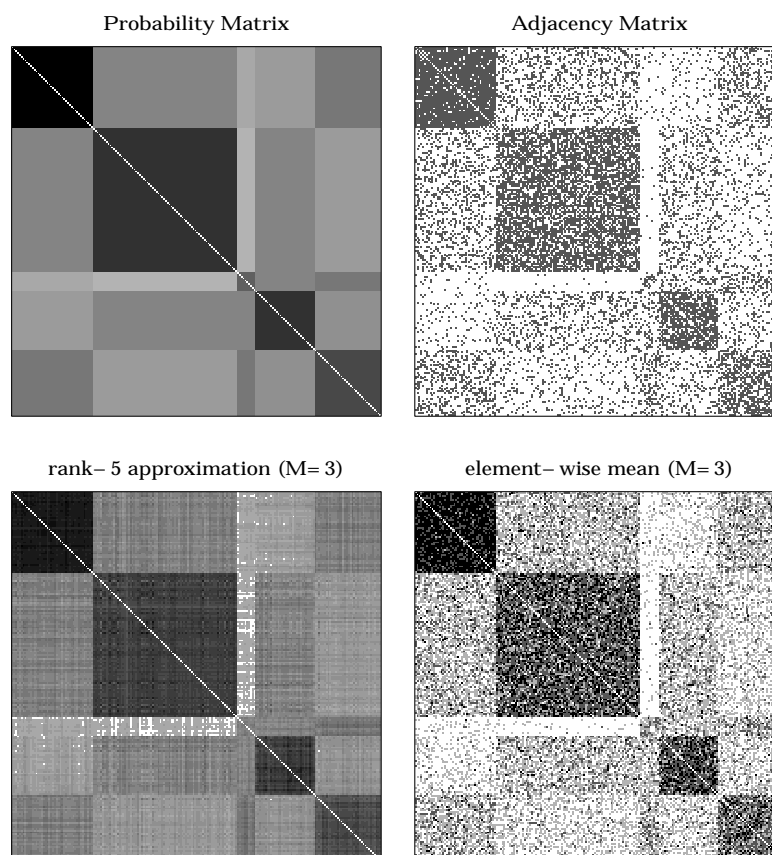 Probability Matrix
Adjacency Matrix
rank− 5 approximation (M= 3)
element− wise mean (M= 3)